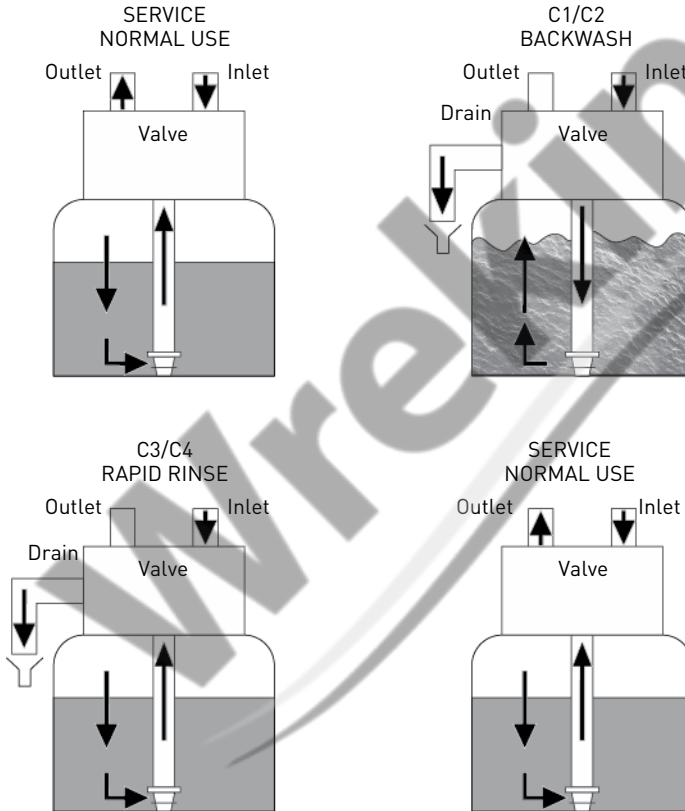 SERVICE
NORMAL USE
Outlet
Inlet
Valve
C1/C2
BACKWASH
Outlet
Inlet
Drain
Valve
C3/C4
RAPID RINSE
Outlet
Inlet
Drain
Valve
SERVICE
NORMAL USE
Outlet
Inlet
Valve
Wrekin